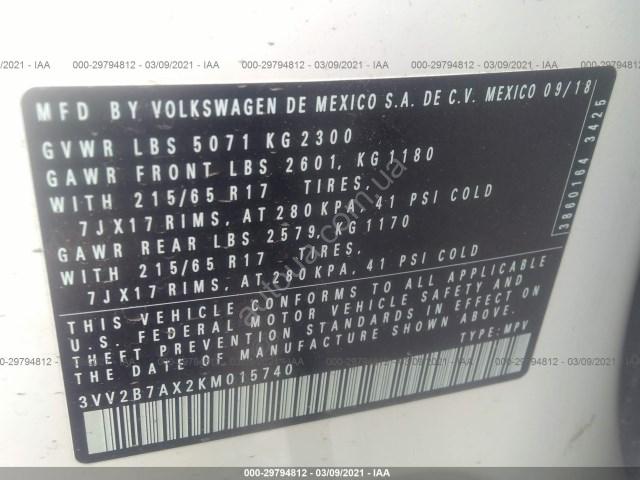 000-29794812 - 03/09/2021 - IAA
MFD BY VOLKSWAGEN DE MEXICO S.A. DE C.V. MEXICO 09/18
GVWR LBS 5071 KG 2300
GAWR FRONT LBS 2601, KG 1180
WITH 215/65 R17 TIRES,
7JX17 RIMS, AT 280 KPA, 41 PSI COLD
GAWR REAR LBS 2579, KG 1170
WITH 215/65 R17 TIRES,
7JX17 RIMS, AT 280 KPA, 41 PSI COLD
THIS VEHICLE CONFORMS TO ALL APPLICABLE
U.S. FEDERAL MOTOR VEHICLE SAFETY AND
THEFT PREVENTION STANDARDS IN EFFECT ON
THE DATE OF MANUFACTURE SHOWN ABOVE.
3VV2B7AX2KM015740 TYPE: MPV
3860164 3425
autoua.com.ua
000-29794812 - 03/09/2021 - IAA